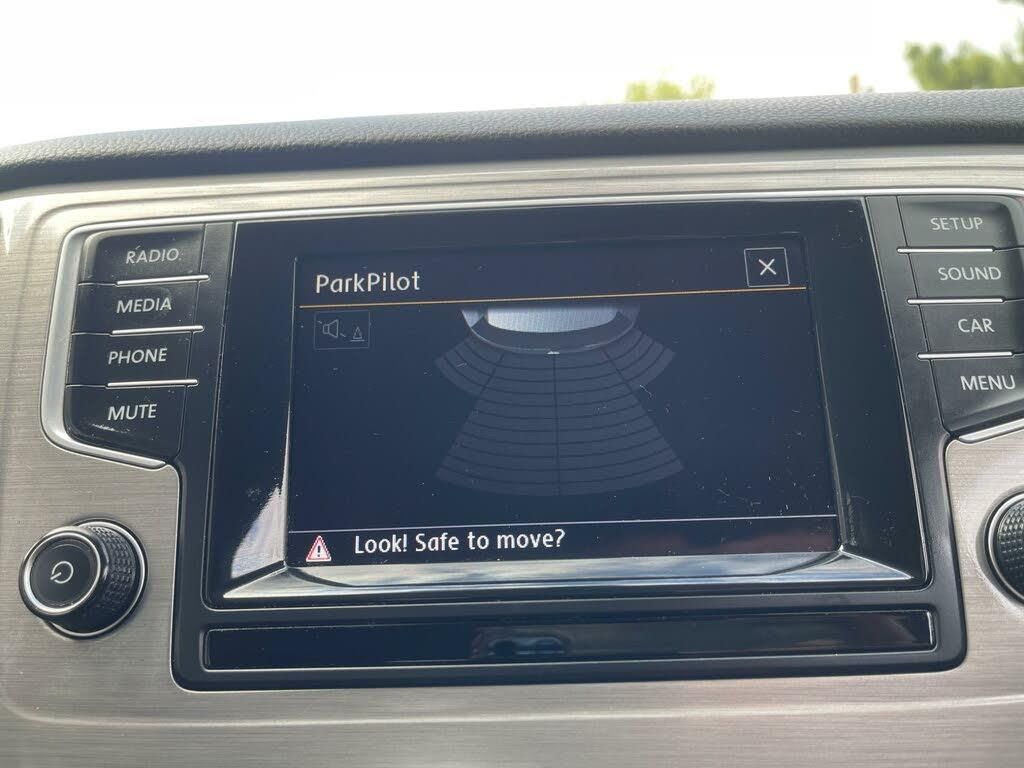 RADIO
MEDIA
PHONE
MUTE
ParkPilot
Look! Safe to move?
SETUP
SOUND
CAR
MENU